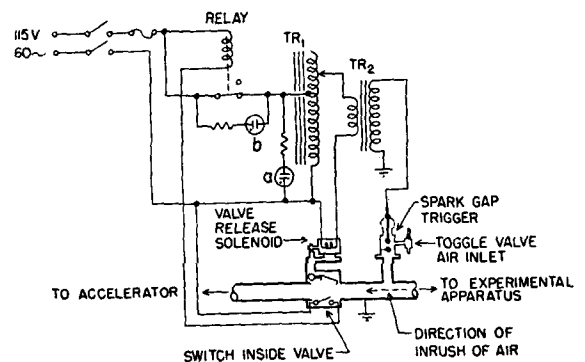 RELAY
115V
60~
TR1
TR2
b
a
SPARK GAP
TRIGGER
VALVE
RELEASE
SOLENOID
TOGGLE VALVE
AIR INLET
TO ACCELERATOR
TO EXPERIMENTAL
APPARATUS
DIRECTION OF
INRUSH OF AIR
SWITCH INSIDE VALVE